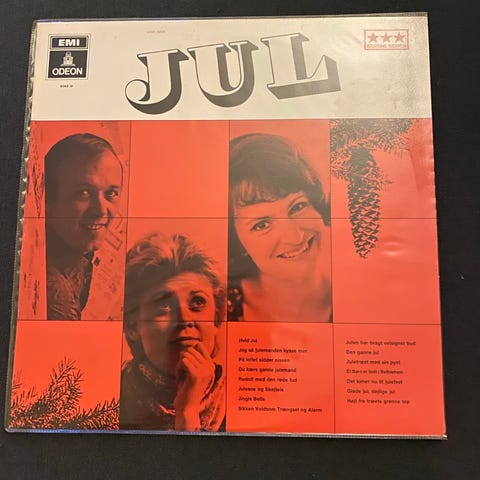 EMI
ODEON
JUL
Hvid Jul
Jeg så julemanden kysse mor
På loftet sidder nissen
Du kære gamle julemand
Rudolf med den røde tud
Julesne og Skøjteis
Jingle Bells
Sikken Voldsom Trængsel og Alarm
Julen har bragt velsignet bud
Den gamle jul
Juletræet med sin pynt
Et Barn er født i Bethlehem
Det kimer nu til julefest
Glade jul, dejlige jul
Højt fra træets grønne top